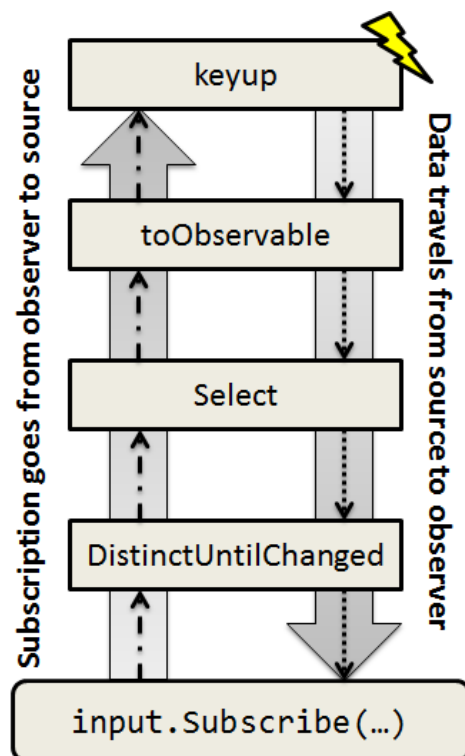 keyup
toObservable
Select
DistinctUntilChanged
input.Subscribe(…)
Subscription goes from observer to source
Data travels from source to observer